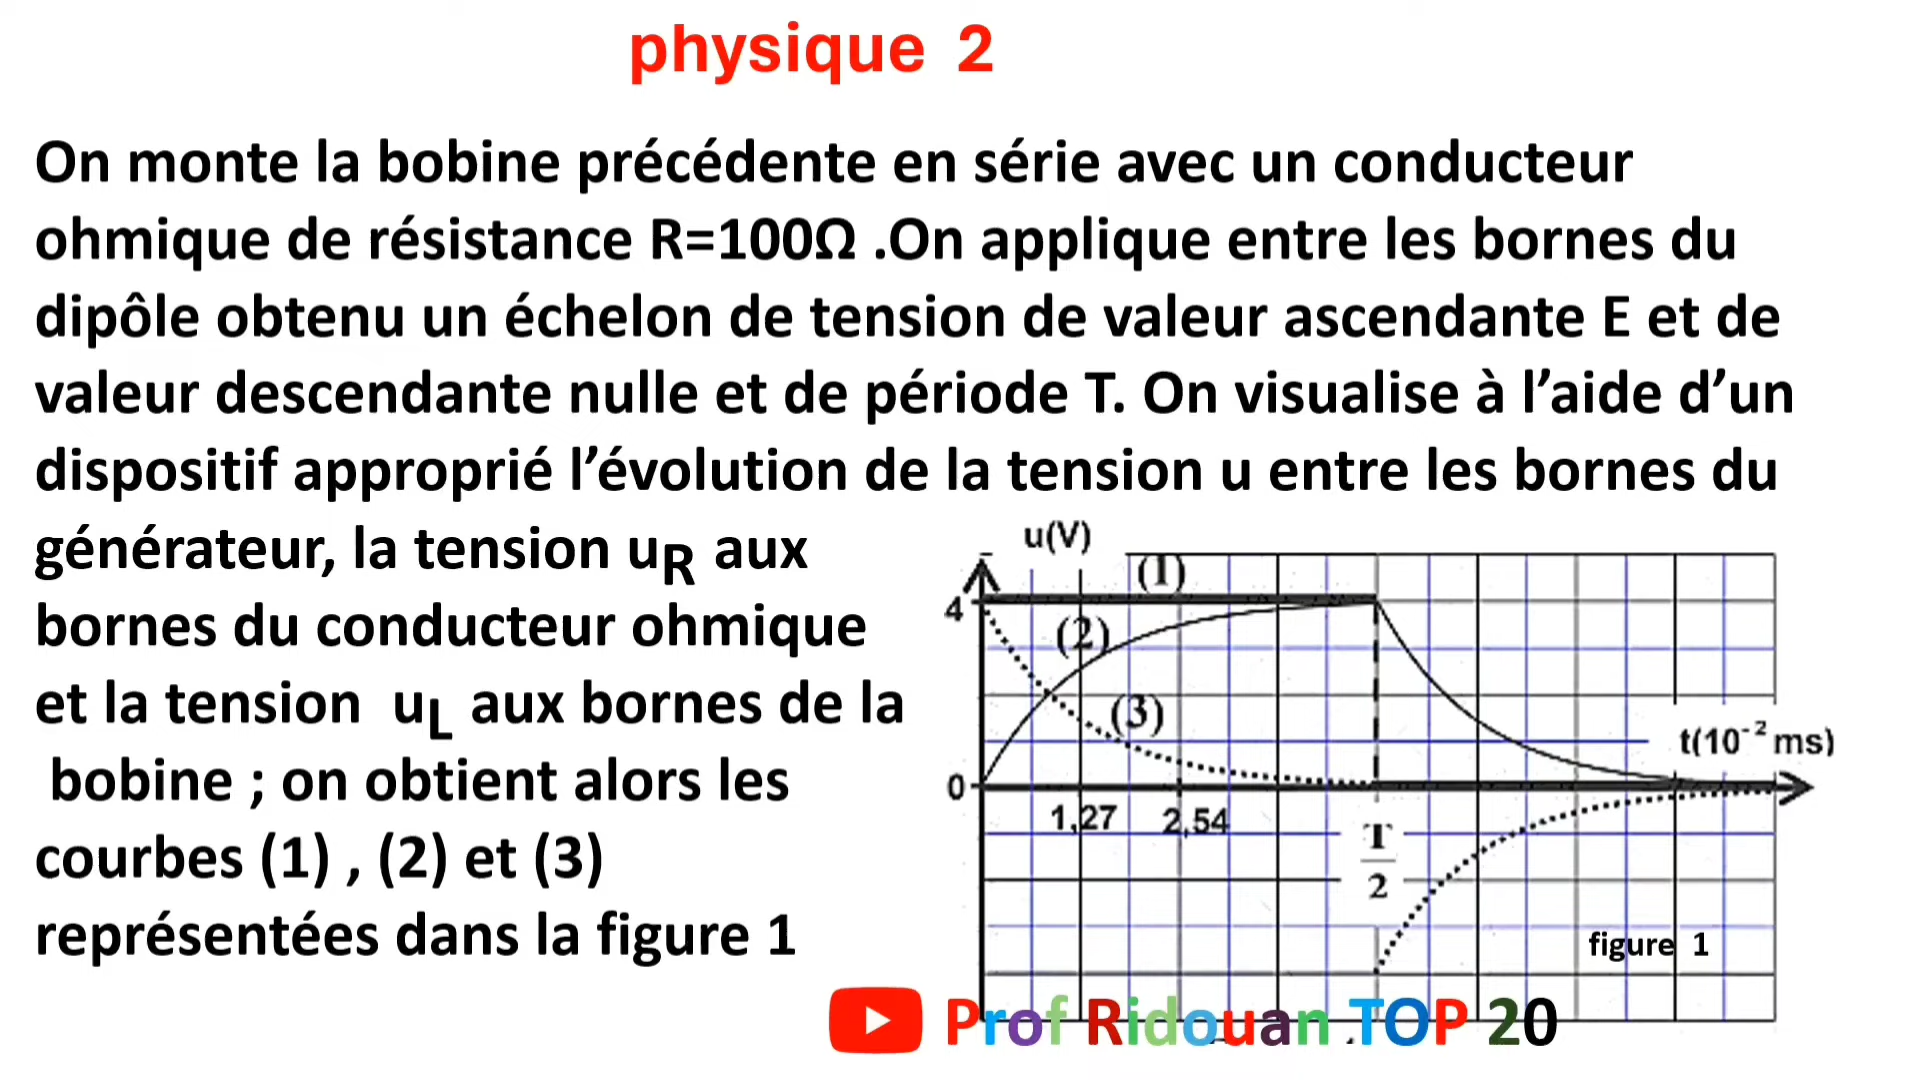 physique 2
On monte la bobine précédente en série avec un conducteur
ohmique de résistance R=100Ω .On applique entre les bornes du
dipôle obtenu un échelon de tension de valeur ascendante E et de
valeur descendante nulle et de période T. On visualise à l’aide d’un
dispositif approprié l’évolution de la tension u entre les bornes du
générateur, la tension uR aux
bornes du conducteur ohmique
et la tension uL aux bornes de la
bobine ; on obtient alors les
courbes (1) , (2) et (3)
représentées dans la figure 1
u(V)
(1)
4
(2)
(3)
t(10⁻² ms)
0
1,27
2,54
T
2
figure 1
Prof Ridouan TOP 20